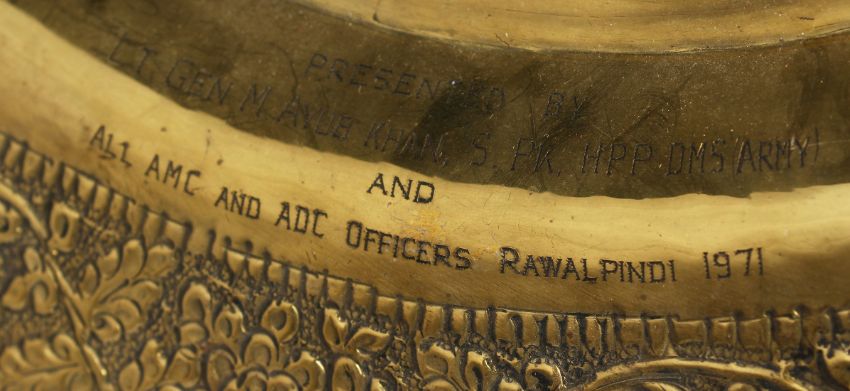 PRESENTED BY
LT GEN M AYUB KHAN, S. PK, HPP DMS (ARMY)
AND
ALL AMC AND ADC OFFICERS RAWALPINDI 1971